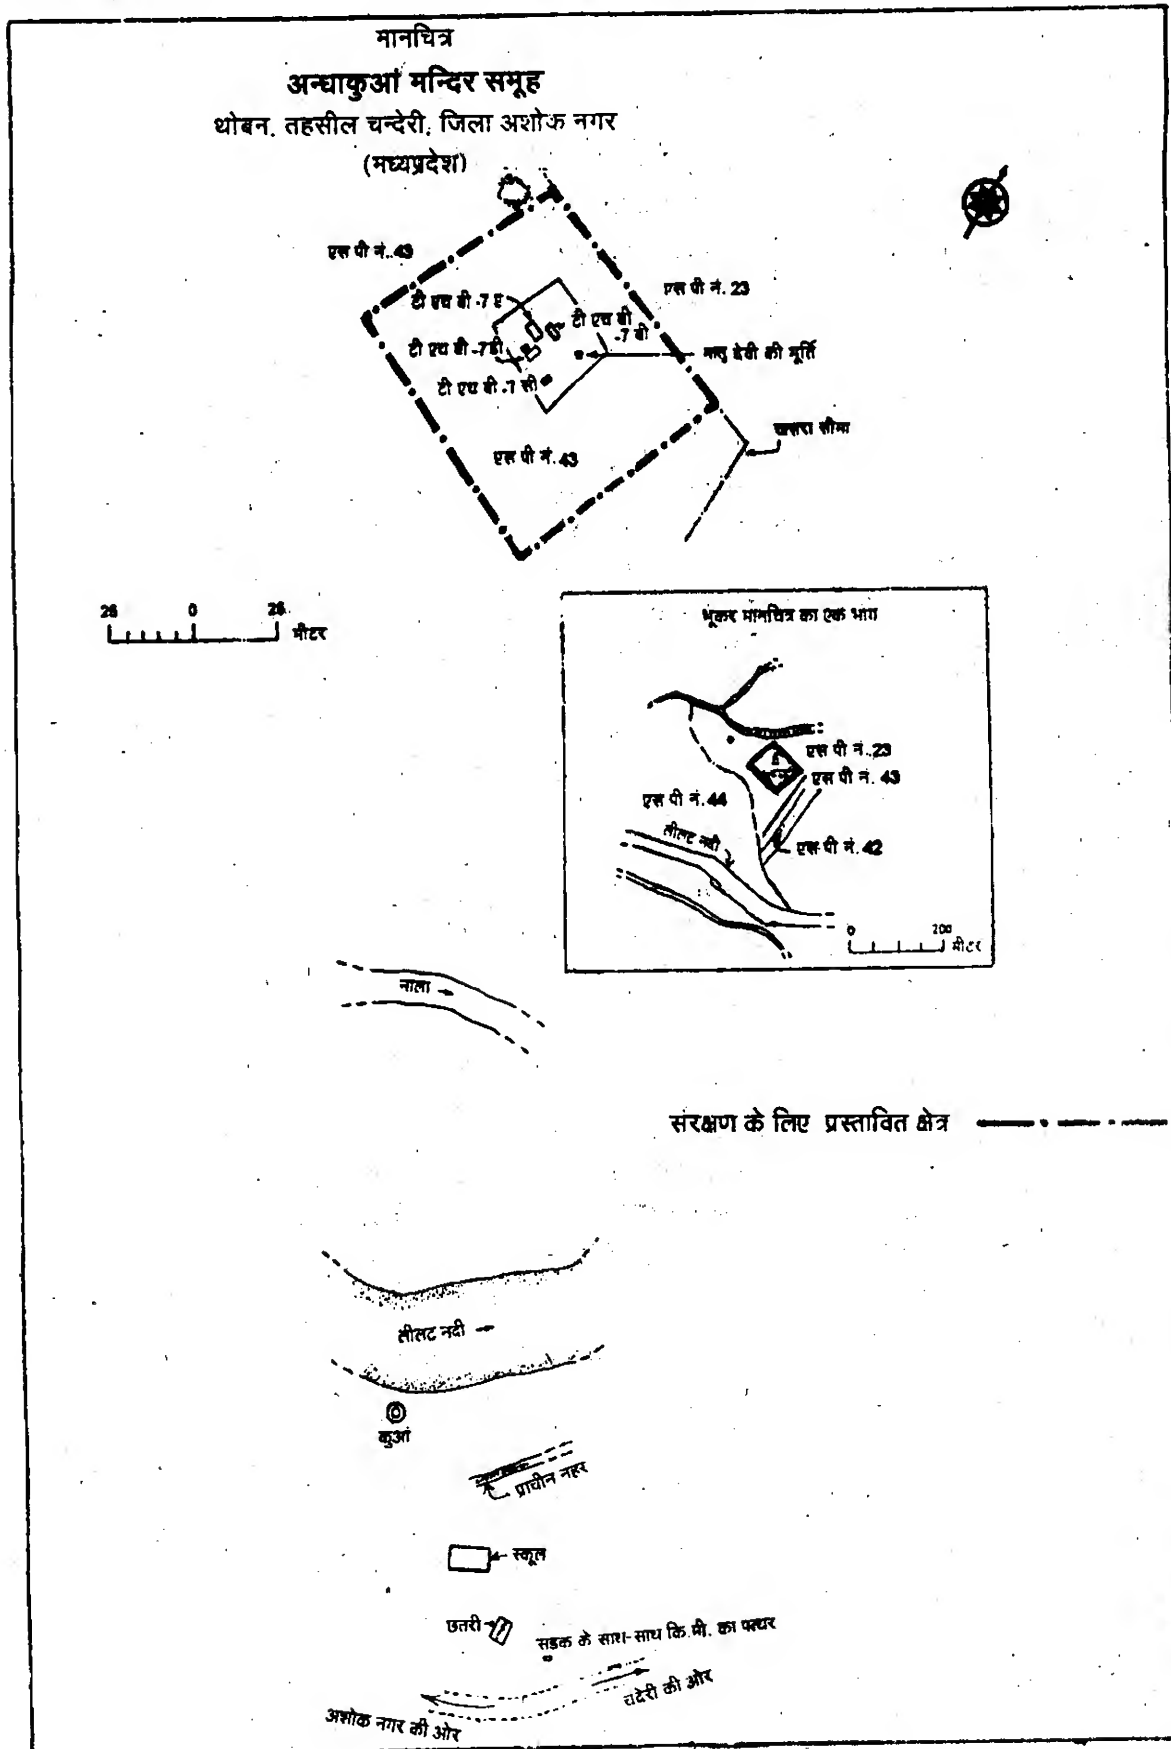 मानचित्र
अन्धाकुआं मन्दिर समूह
थोबन, तहसील चन्देरी, जिला अशोक नगर
(मध्यप्रदेश)
एस पी नं. 43
एस पी नं. 23
टी एच बी -7 ए
टी एच बी
-7 बी
टी एच बी -7 डी
मातृ देवी की मूर्ति
टी एच बी -7 सी
खसरा सीमा
एस पी नं. 43
25 0 25
मीटर
भूकर मानचित्र का एक भाग
एस पी नं. 23
एस पी नं. 43
एस पी नं. 44
लीलट नदी
एस पी नं. 42
0 200
मीटर
नाला
संरक्षण के लिए प्रस्तावित क्षेत्र
लीलट नदी
कुआं
प्राचीन नहर
स्कूल
छतरी
सड़क के साथ-साथ कि.मी. का पत्थर
चंदेरी की ओर
अशोक नगर की ओर